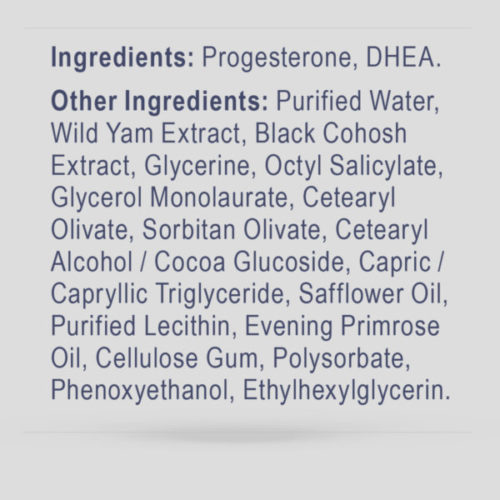 Ingredients: Progesterone, DHEA.
Other Ingredients: Purified Water,
Wild Yam Extract, Black Cohosh
Extract, Glycerine, Octyl Salicylate,
Glycerol Monolaurate, Cetearyl
Olivate, Sorbitan Olivate, Cetearyl
Alcohol / Cocoa Glucoside, Capric /
Capryllic Triglyceride, Safflower Oil,
Purified Lecithin, Evening Primrose
Oil, Cellulose Gum, Polysorbate,
Phenoxyethanol, Ethylhexylglycerin.